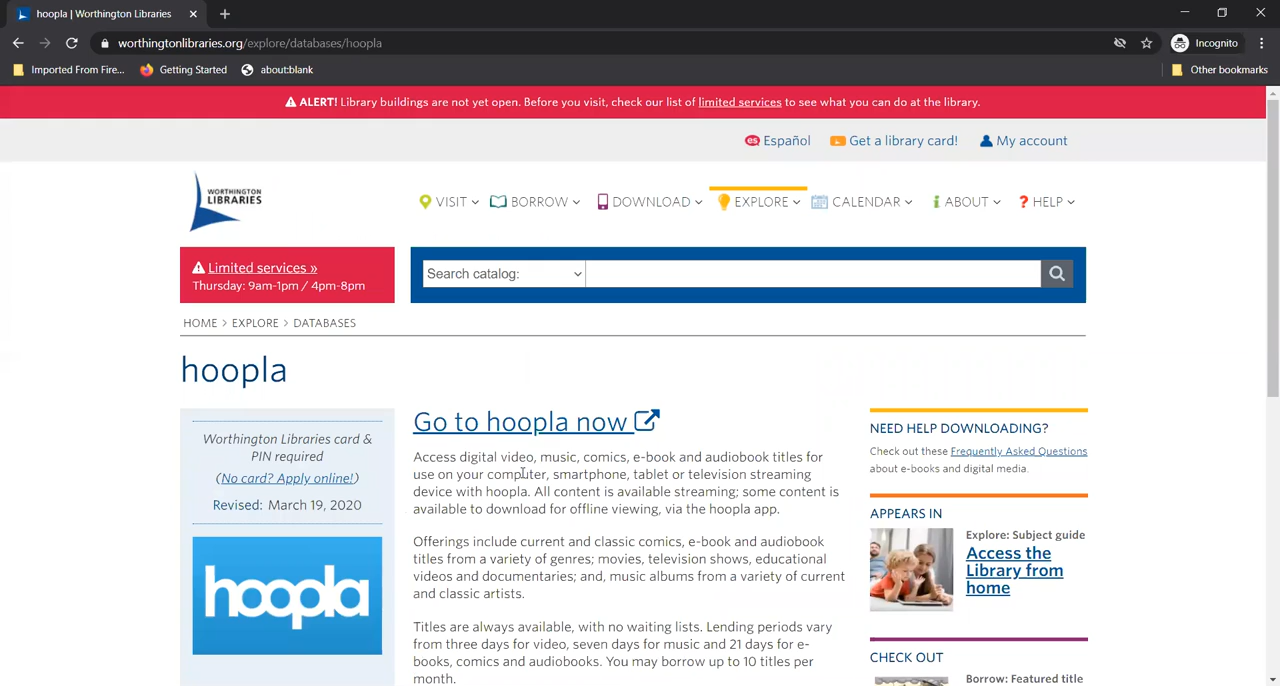 hoopla | Worthington Libraries
worthingtonlibraries.org/explore/databases/hoopla
Incognito
Imported From Fire...
Getting Started
about:blank
Other bookmarks
ALERT! Library buildings are not yet open. Before you visit, check our list of limited services to see what you can do at the library.
es Español
Get a library card!
My account
WORTHINGTON
LIBRARIES
VISIT
BORROW
DOWNLOAD
EXPLORE
CALENDAR
ABOUT
HELP
Limited services »
Thursday: 9am-1pm / 4pm-8pm
Search catalog:
HOME > EXPLORE > DATABASES
hoopla
Worthington Libraries card &
PIN required
(No card? Apply online!)
Revised: March 19, 2020
hoopla
Go to hoopla now
Access digital video, music, comics, e-book and audiobook titles for
use on your computer, smartphone, tablet or television streaming
device with hoopla. All content is available streaming; some content is
available to download for offline viewing, via the hoopla app.
Offerings include current and classic comics, e-book and audiobook
titles from a variety of genres; movies, television shows, educational
videos and documentaries; and, music albums from a variety of current
and classic artists.
Titles are always available, with no waiting lists. Lending periods vary
from three days for video, seven days for music and 21 days for e-
books, comics and audiobooks. You may borrow up to 10 titles per
month.
NEED HELP DOWNLOADING?
Check out these Frequently Asked Questions
about e-books and digital media.
APPEARS IN
Explore: Subject guide
Access the
Library from
home
CHECK OUT
Borrow: Featured title